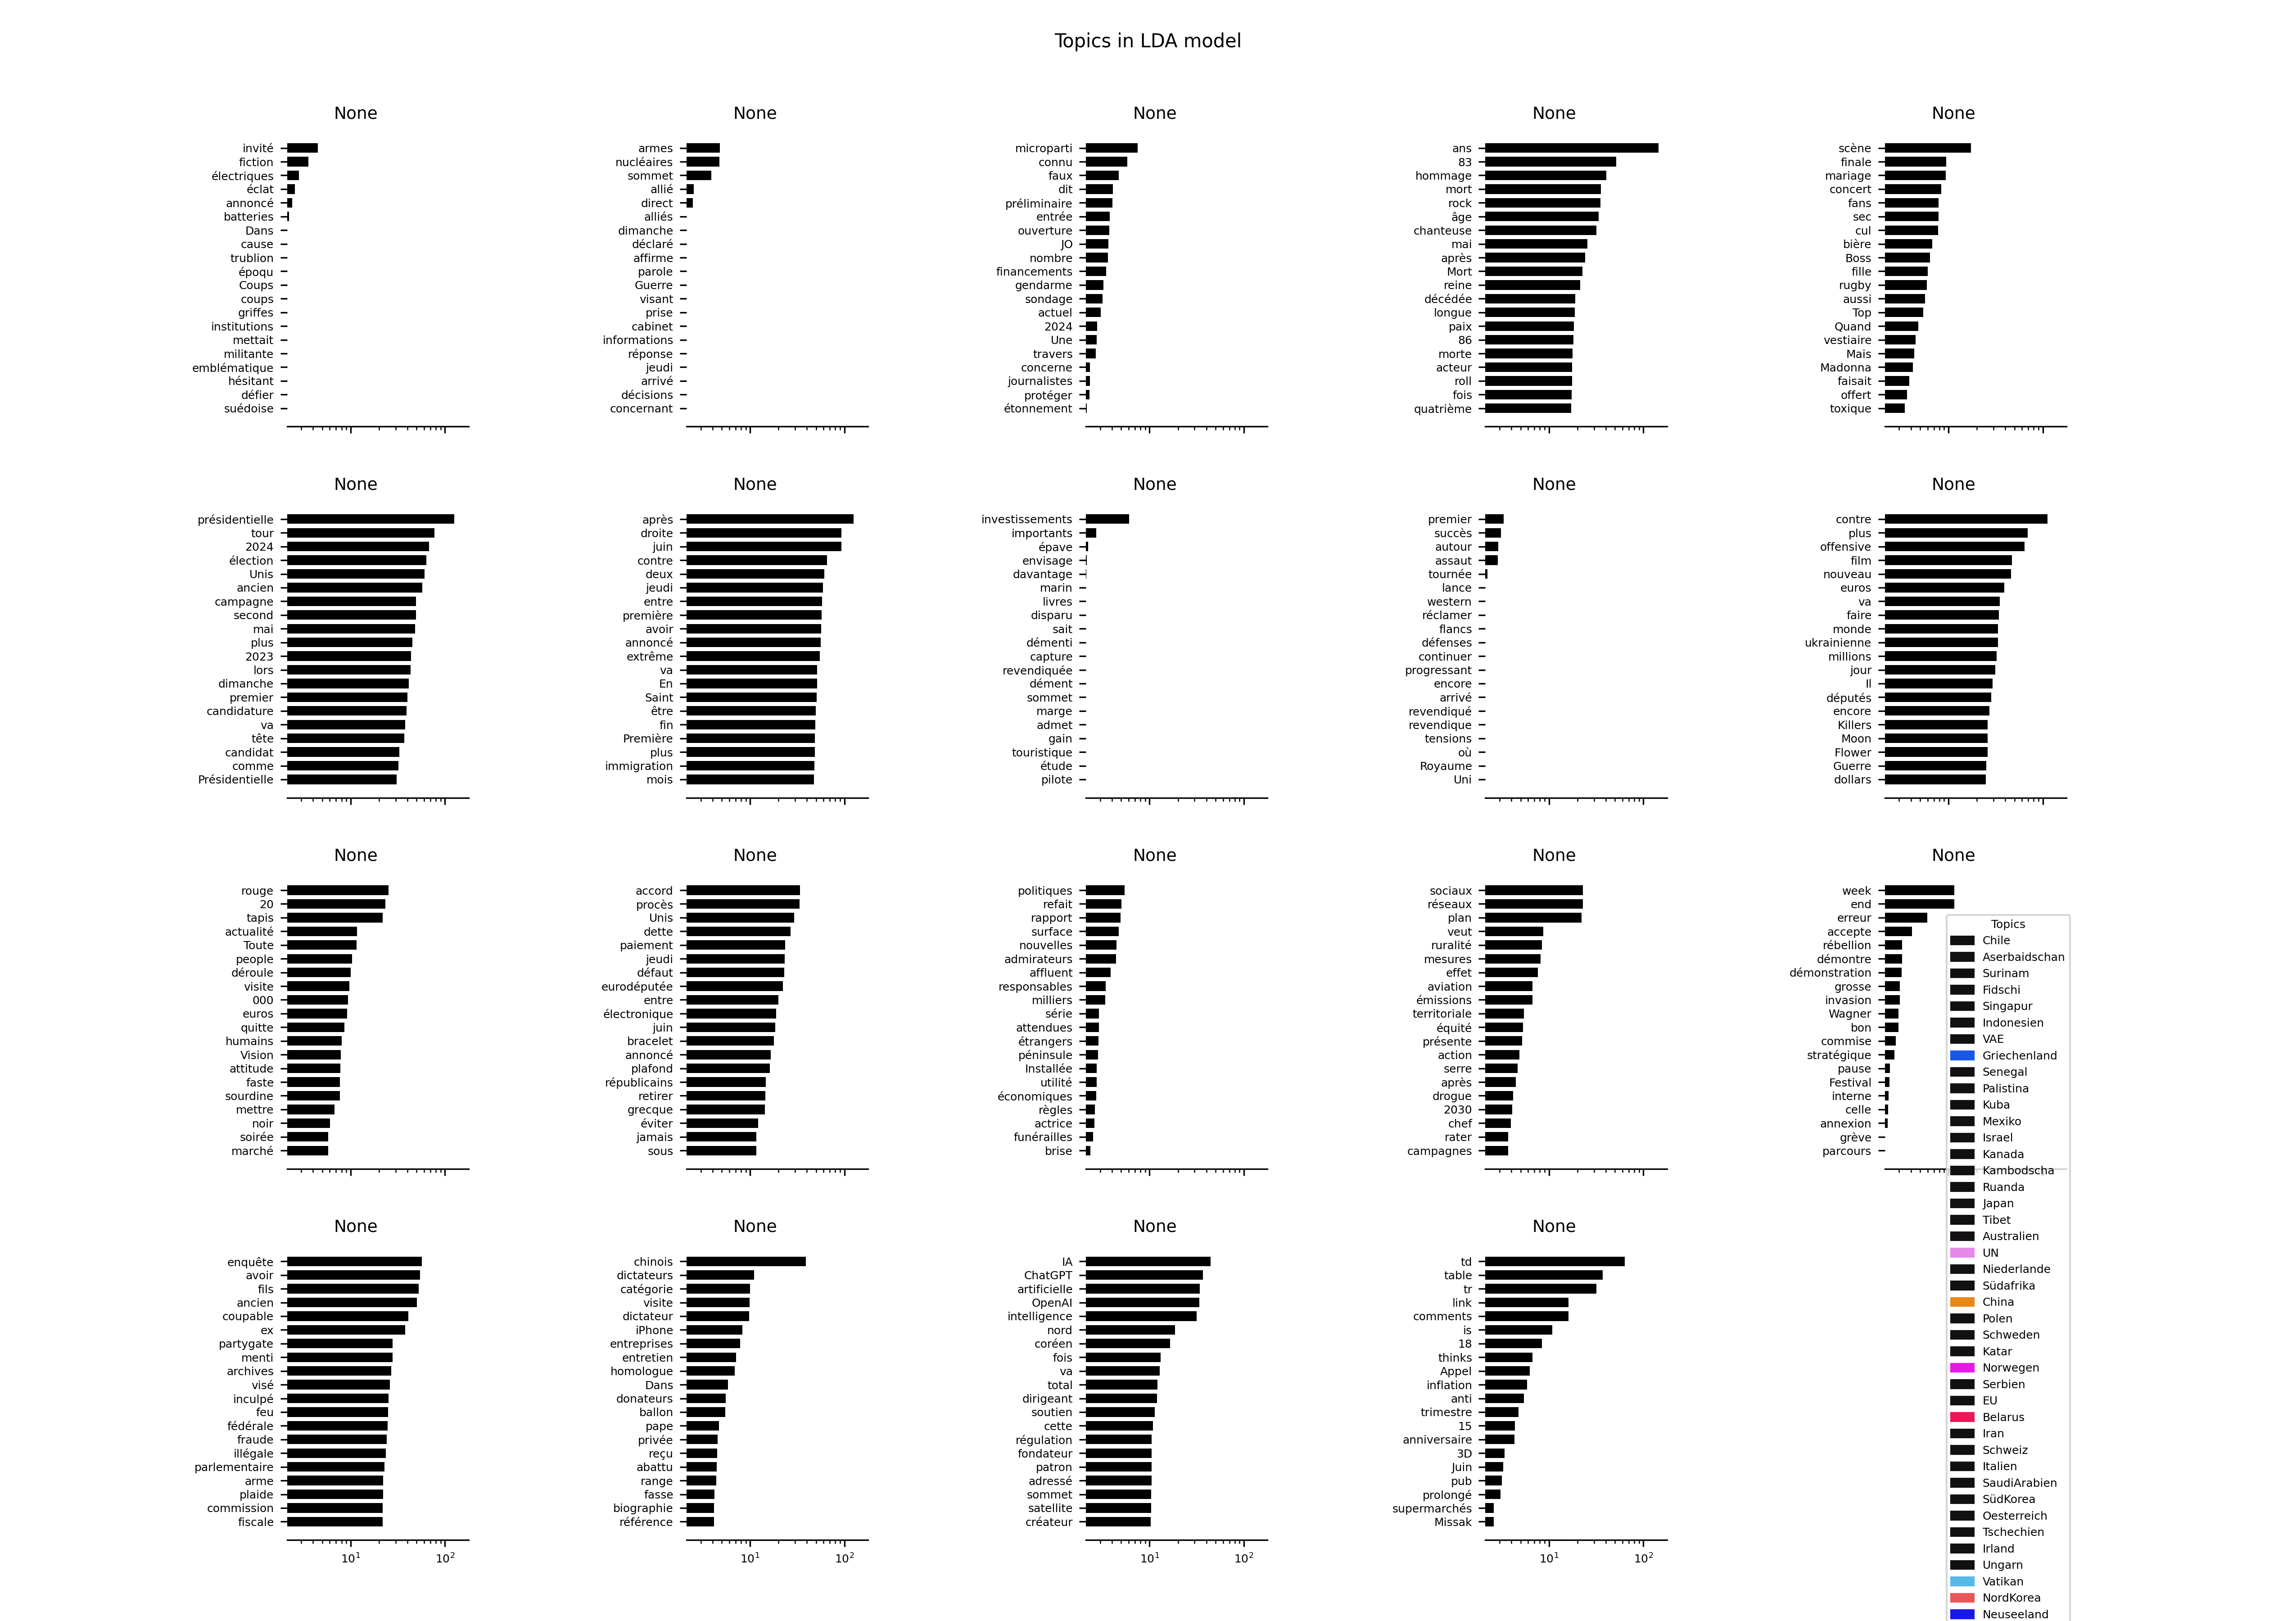 Topics in LDA model
None
invité
fiction
électriques
éclat
annoncé
batteries
Dans
cause
trublion
époqu
Coups
coups
griffes
institutions
mettait
militante
emblématique
hésitant
défier
suédoise
None
armes
nucléaires
sommet
allié
direct
alliés
dimanche
déclaré
affirme
parole
Guerre
visant
prise
cabinet
informations
réponse
jeudi
arrivé
décisions
concernant
None
microparti
connu
faux
dit
préliminaire
entrée
ouverture
JO
nombre
financements
gendarme
sondage
actuel
2024
Une
travers
concerne
journalistes
protéger
étonnement
None
ans
83
hommage
mort
rock
âge
chanteuse
mai
après
Mort
reine
décédée
longue
paix
86
morte
acteur
roll
fois
quatrième
None
scène
finale
mariage
concert
fans
sec
cul
bière
Boss
fille
rugby
aussi
Top
Quand
vestiaire
Mais
Madonna
faisait
offert
toxique
None
présidentielle
tour
2024
élection
Unis
ancien
campagne
second
mai
plus
2023
lors
dimanche
premier
candidature
va
tête
candidat
comme
Présidentielle
None
après
droite
juin
contre
deux
jeudi
entre
première
avoir
annoncé
extrême
va
En
Saint
être
fin
Première
plus
immigration
mois
None
investissements
importants
épave
envisage
davantage
marin
livres
disparu
sait
démenti
capture
revendiquée
dément
sommet
marge
admet
gain
touristique
étude
pilote
None
premier
succès
autour
assaut
tournée
lance
western
réclamer
flancs
défenses
continuer
progressant
encore
arrivé
revendiqué
revendique
tensions
où
Royaume
Uni
None
contre
plus
offensive
film
nouveau
euros
va
faire
monde
ukrainienne
millions
jour
Il
députés
encore
Killers
Moon
Flower
Guerre
dollars
None
rouge
20
tapis
actualité
Toute
people
déroule
visite
000
euros
quitte
humains
Vision
attitude
faste
sourdine
mettre
noir
soirée
marché
None
accord
procès
Unis
dette
paiement
jeudi
défaut
eurodéputée
entre
électronique
juin
bracelet
annoncé
plafond
républicains
retirer
grecque
éviter
jamais
sous
None
politiques
refait
rapport
surface
nouvelles
admirateurs
affluent
responsables
milliers
série
attendues
étrangers
péninsule
Installée
utilité
économiques
règles
actrice
funérailles
brise
None
sociaux
réseaux
plan
veut
ruralité
mesures
effet
aviation
émissions
territoriale
équité
présente
action
serre
après
drogue
2030
chef
rater
campagnes
None
week
end
erreur
accepte
rébellion
démontre
démonstration
grosse
invasion
Wagner
bon
commise
stratégique
pause
Festival
interne
celle
annexion
grève
parcours
None
enquête
avoir
fils
ancien
coupable
ex
partygate
menti
archives
visé
inculpé
feu
fédérale
fraude
illégale
parlementaire
arme
plaide
commission
fiscale
10¹ 10²
None
chinois
dictateurs
catégorie
visite
dictateur
iPhone
entreprises
entretien
homologue
Dans
donateurs
ballon
pape
privée
reçu
abattu
range
fasse
biographie
référence
10¹ 10²
None
IA
ChatGPT
artificielle
OpenAI
intelligence
nord
coréen
fois
va
total
dirigeant
soutien
cette
régulation
fondateur
patron
adressé
sommet
satellite
créateur
10¹ 10²
None
td
table
tr
link
comments
is
18
thinks
Appel
inflation
anti
trimestre
15
anniversaire
3D
Juin
pub
prolongé
supermarchés
Missak
10¹ 10²
Topics
Chile
Aserbaidschan
Surinam
Fidschi
Singapur
Indonesien
VAE
Griechenland
Senegal
Palistina
Kuba
Mexiko
Israel
Kanada
Kambodscha
Ruanda
Japan
Tibet
Australien
UN
Niederlande
Südafrika
China
Polen
Schweden
Katar
Norwegen
Serbien
EU
Belarus
Iran
Schweiz
Italien
SaudiArabien
SüdKorea
Oesterreich
Tschechien
Irland
Ungarn
Vatikan
NordKorea
Neuseeland